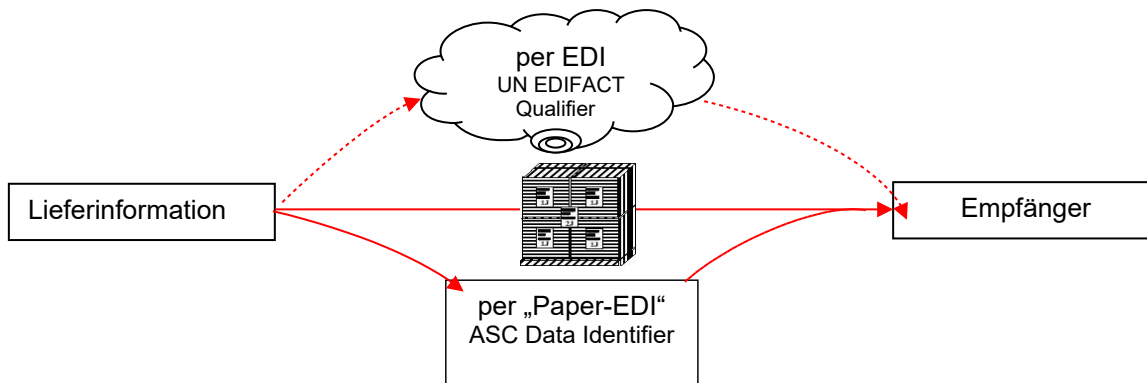 per EDI
UN EDIFACT
Qualifier
Lieferinformation
Empfänger
per „Paper-EDI“
ASC Data Identifier